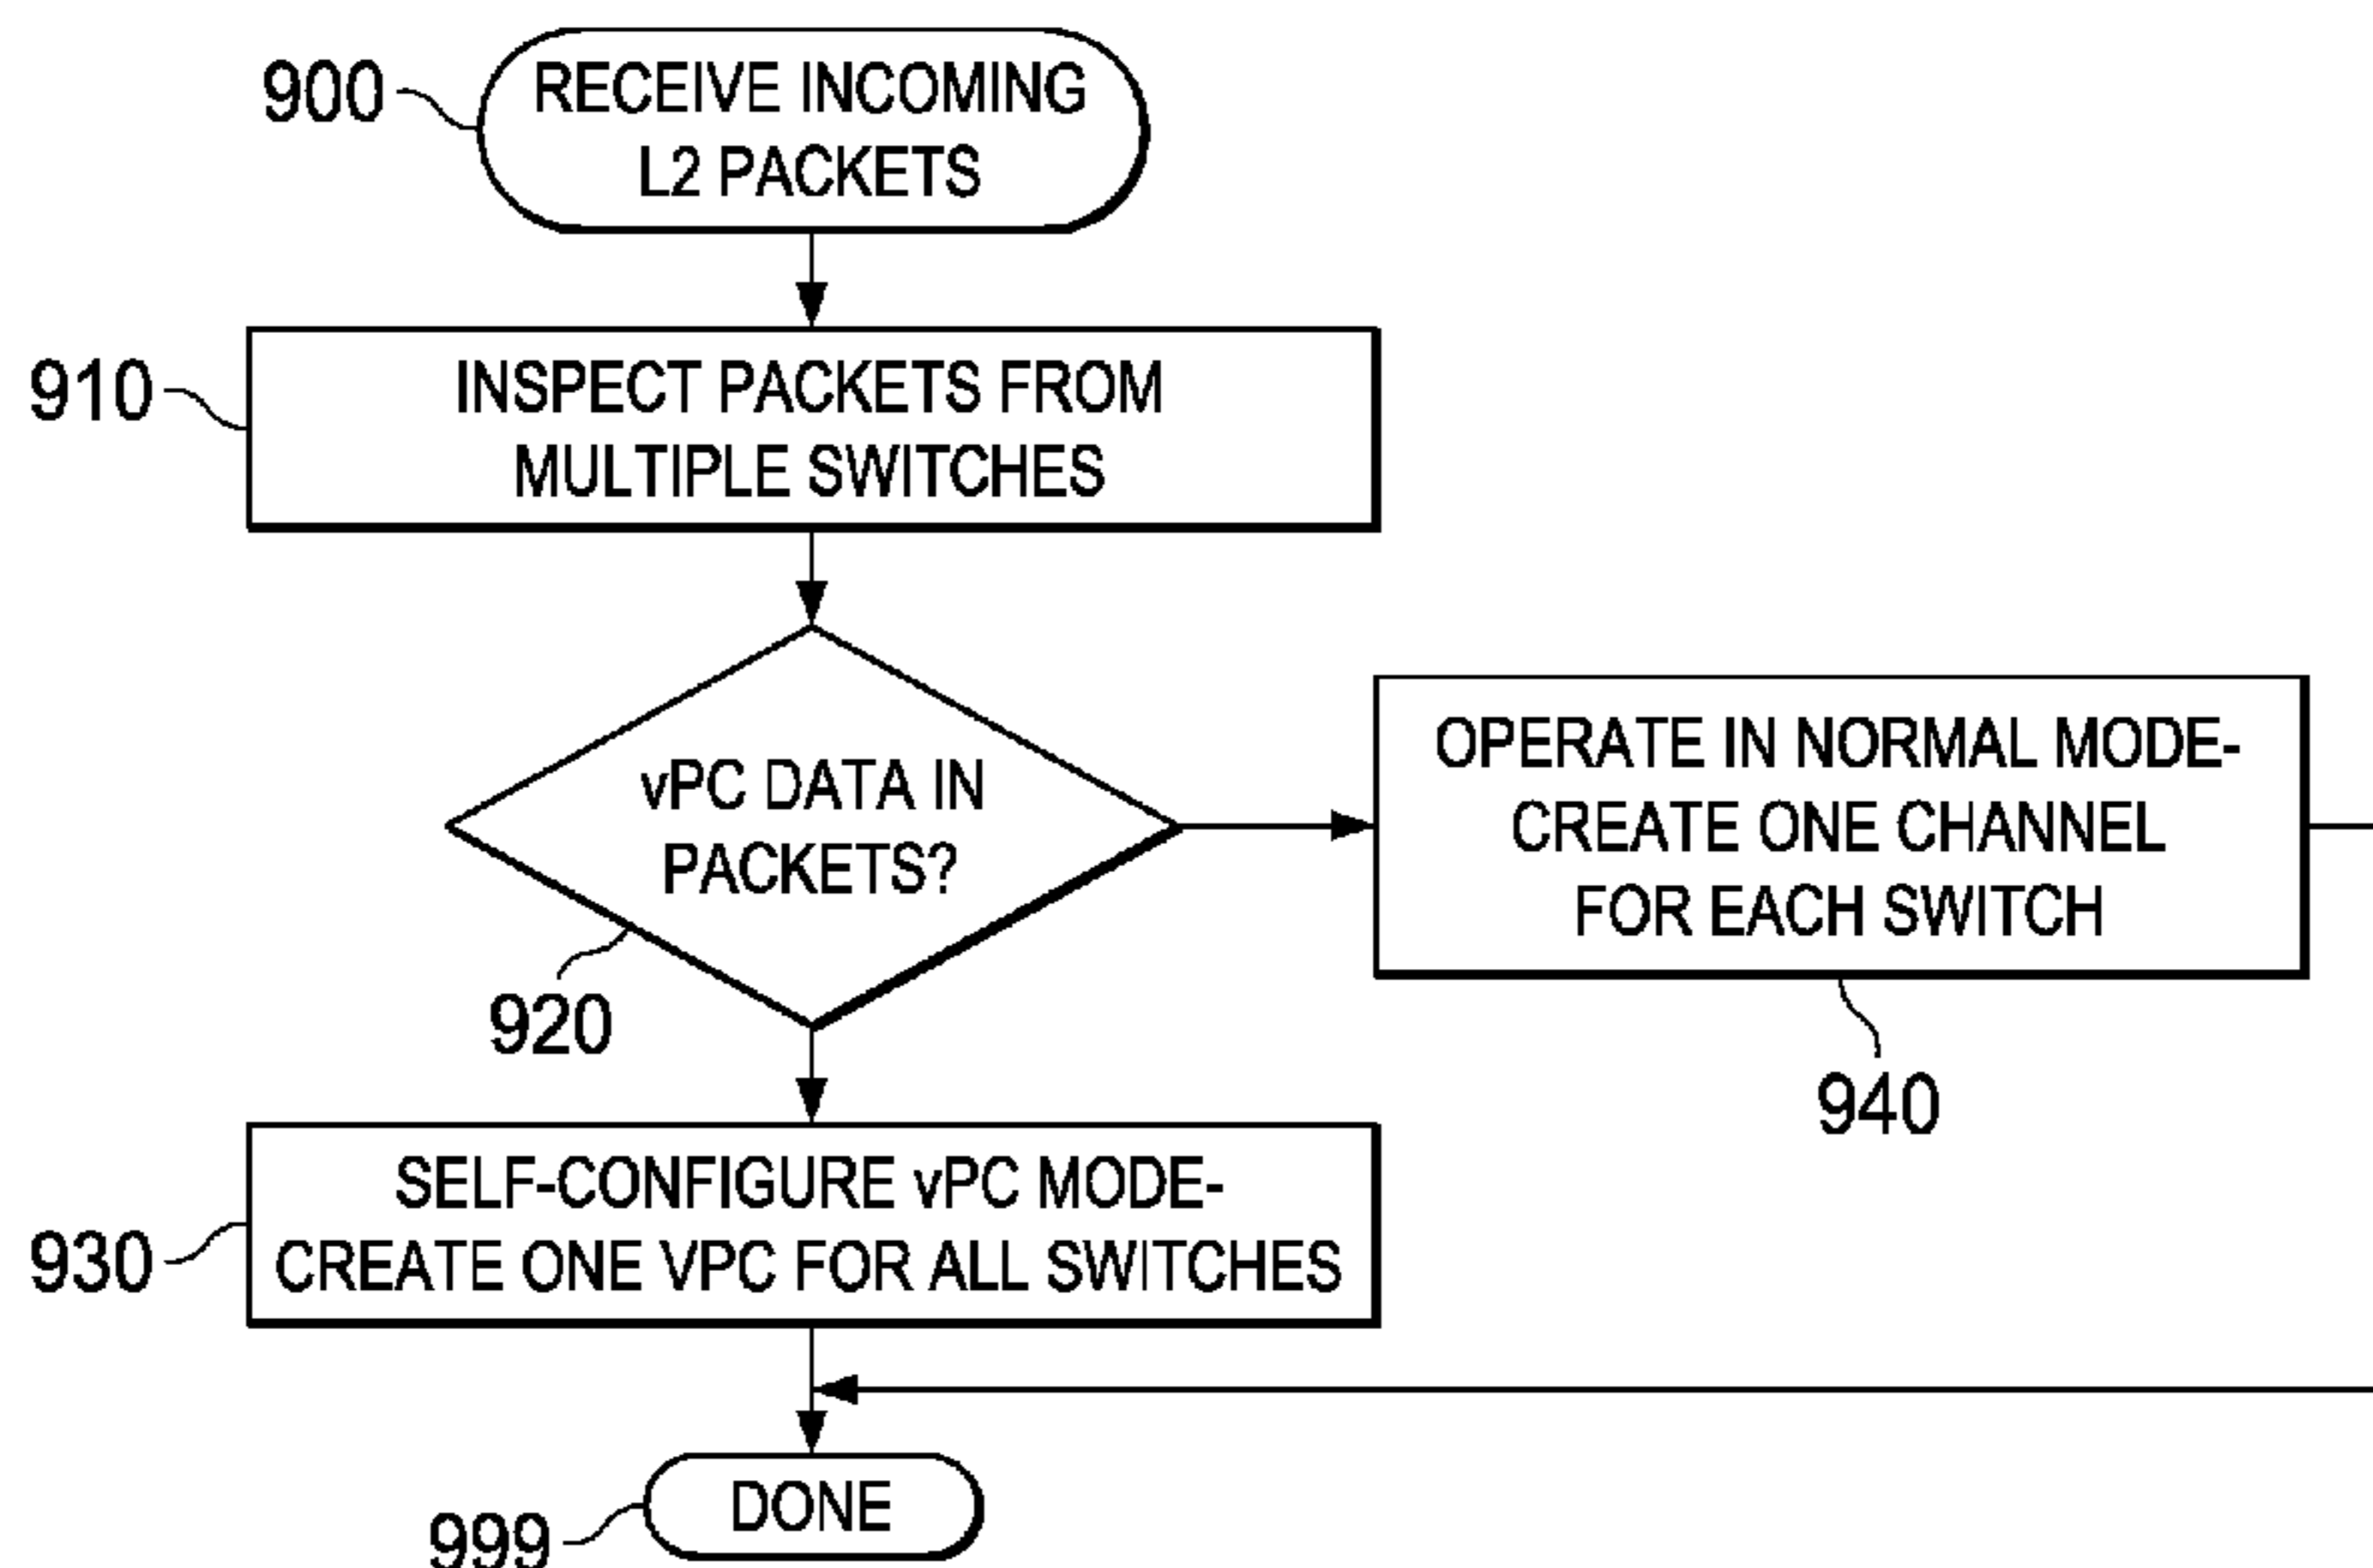 900
RECEIVE INCOMING
L2 PACKETS
910
INSPECT PACKETS FROM
MULTIPLE SWITCHES
vPC DATA IN
PACKETS?
920
OPERATE IN NORMAL MODE-
CREATE ONE CHANNEL
FOR EACH SWITCH
940
930
SELF-CONFIGURE vPC MODE-
CREATE ONE VPC FOR ALL SWITCHES
999
DONE